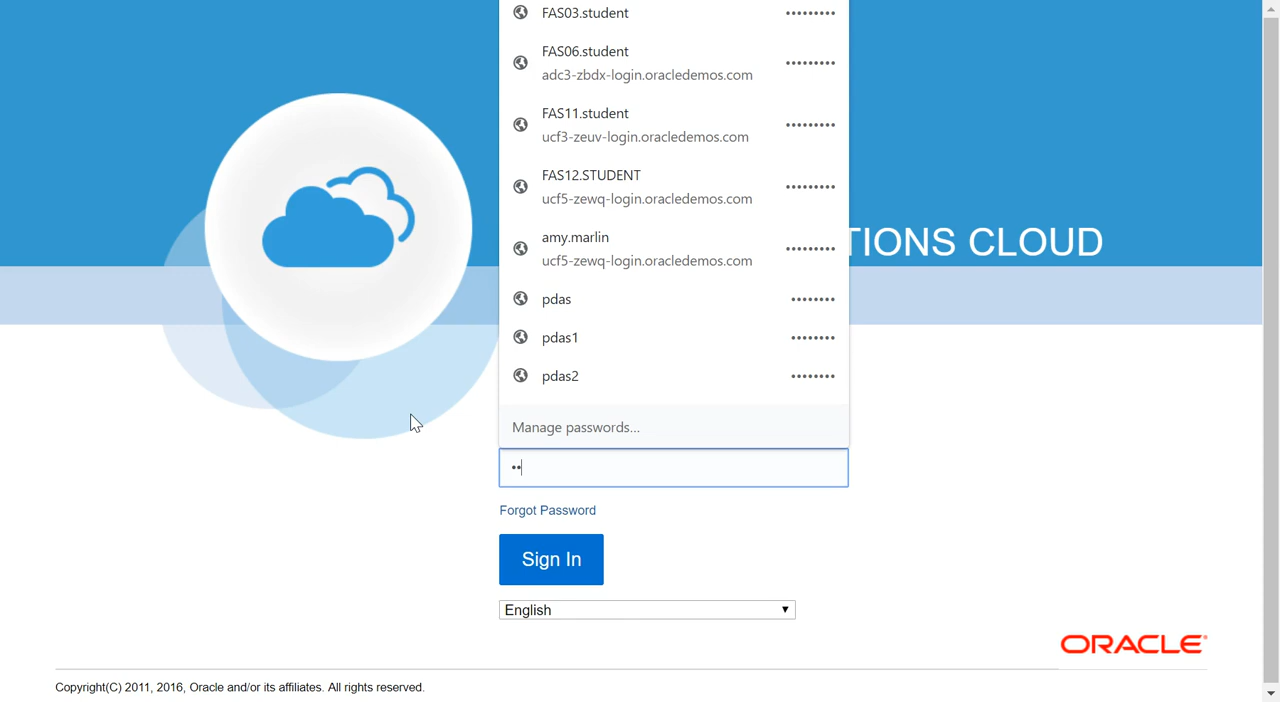 FAS03.student •••••••••
FAS06.student
adc3-zbdx-login.oracledemos.com •••••••••
FAS11.student
ucf3-zeuv-login.oracledemos.com •••••••••
FAS12.STUDENT
ucf5-zewq-login.oracledemos.com •••••••••
amy.marlin
ucf5-zewq-login.oracledemos.com •••••••••
TIONS CLOUD
pdas ••••••••
pdas1 ••••••••
pdas2 ••••••••
Manage passwords...
••
Forgot Password
Sign In
English
ORACLE
Copyright(C) 2011, 2016, Oracle and/or its affiliates. All rights reserved.